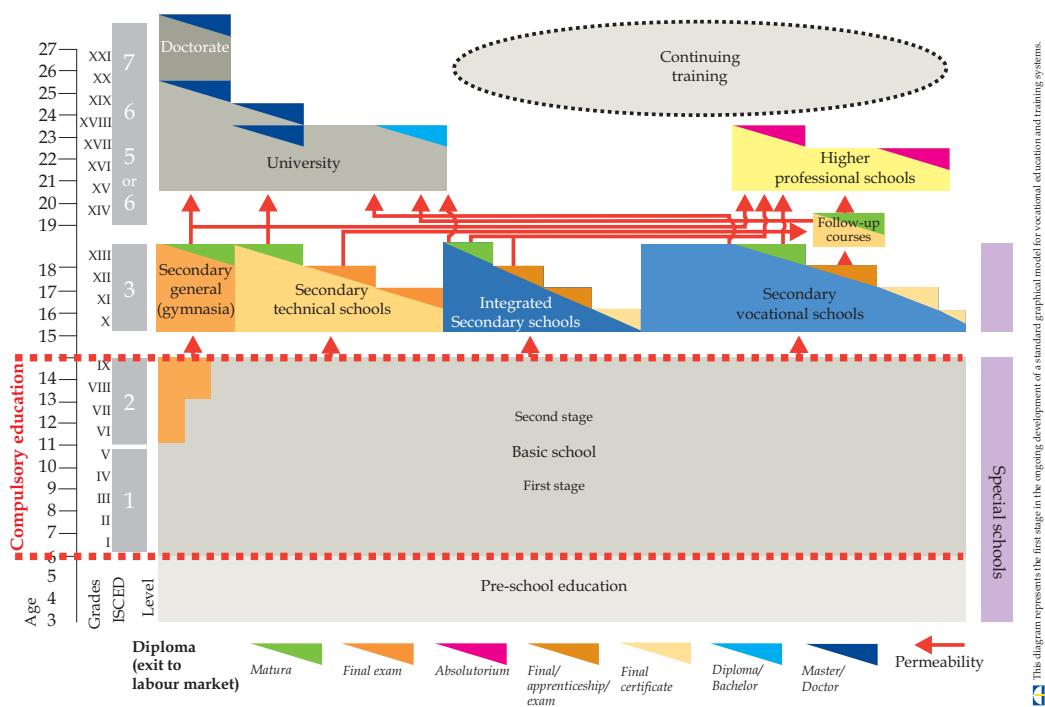 27
26
25
24
23
22
21
20
19
18
17
16
15
14
13
12
11
10
9
8
7
6
5
4
3
Age
XXI
XX
XIX
XVIII
XVII
XVI
XV
XIV
XIII
XII
XI
X
IX
VIII
VII
VI
V
IV
III
II
I
Grades
7
6
5
or
6
3
2
1
ISCED
Level
Compulsory education
Doctorate
University
Continuing
training
Higher
professional schools
Follow-up
courses
Secondary
general
(gymnasia)
Secondary
technical schools
Integrated
Secondary schools
Secondary
vocational schools
Second stage
Basic school
First stage
Pre-school education
Special schools
Diploma
(exit to
labour market)
Matura
Final exam
Absolutorium
Final/
apprenticeship/
exam
Final
certificate
Diploma/
Bachelor
Master/
Doctor
Permeability
This diagram represents the first stage in the ongoing development of a standard graphical model for vocational education and training systems.